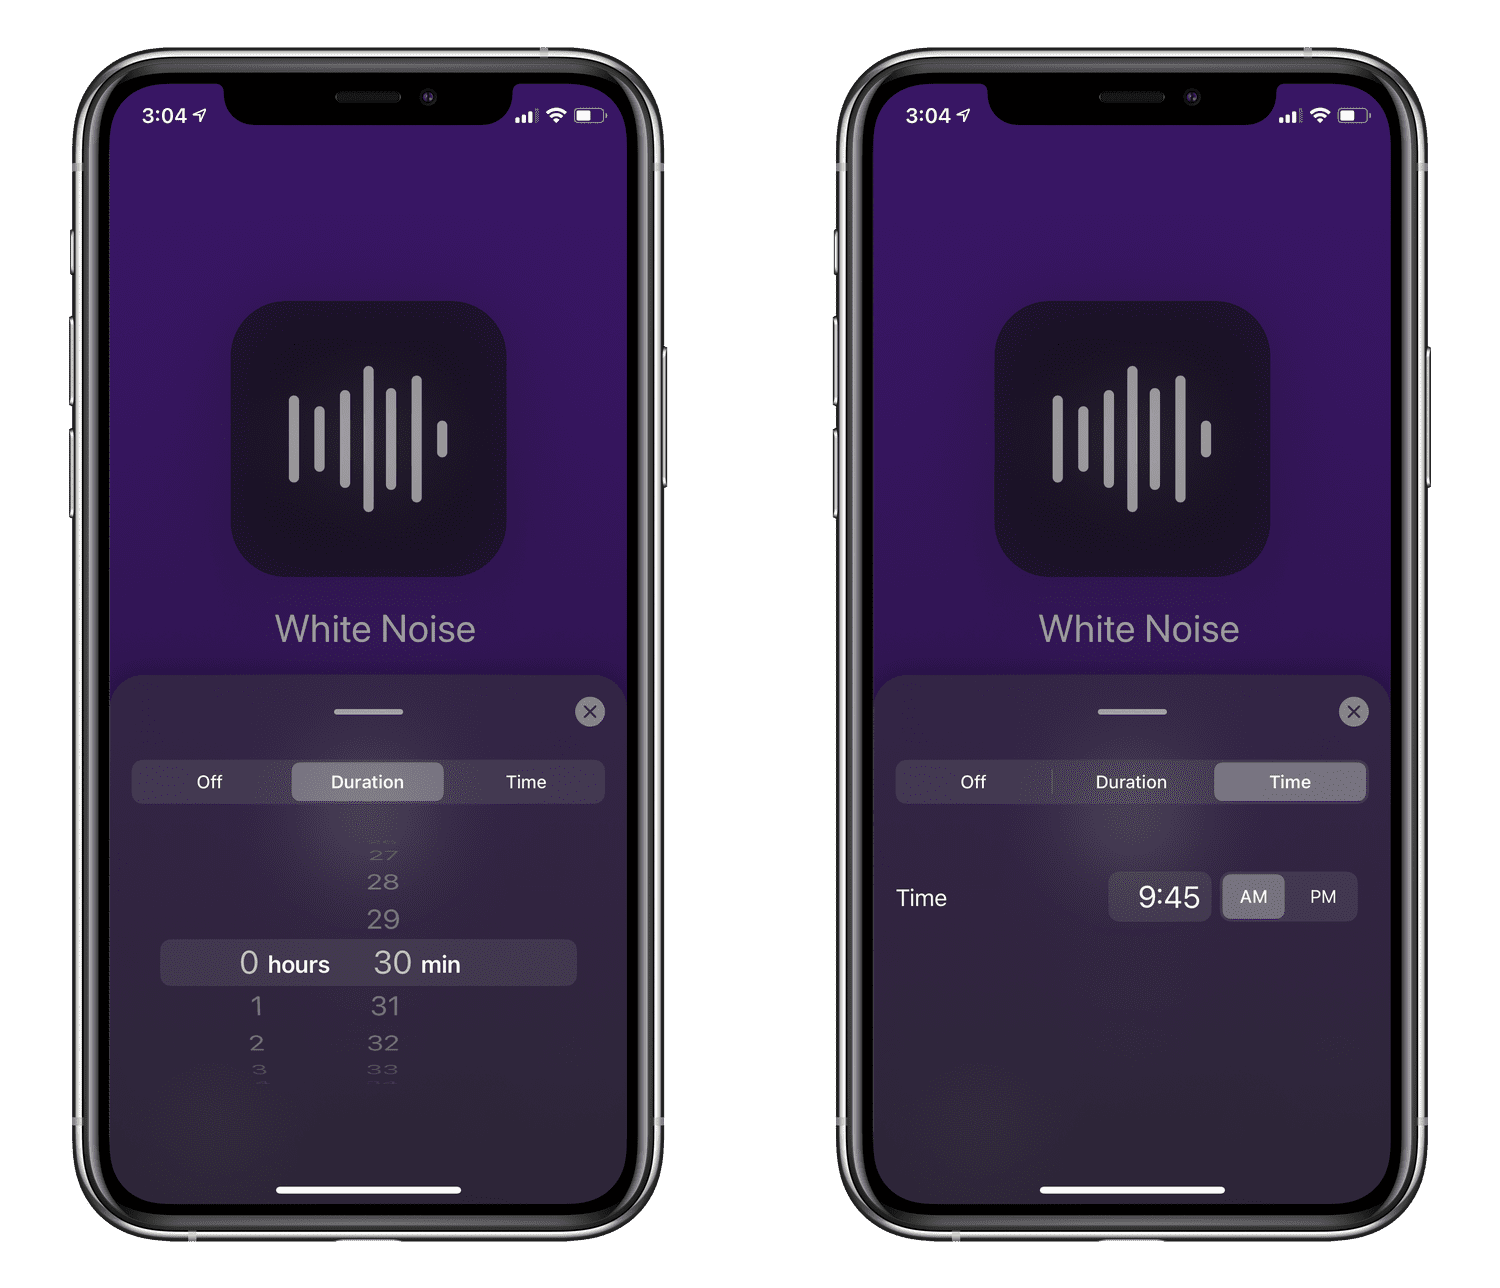 3:04
White Noise
Off Duration Time
27
28
29
0 hours 30 min
1 31
2 32
3 33
3:04
White Noise
Off Duration Time
Time 9:45 AM PM